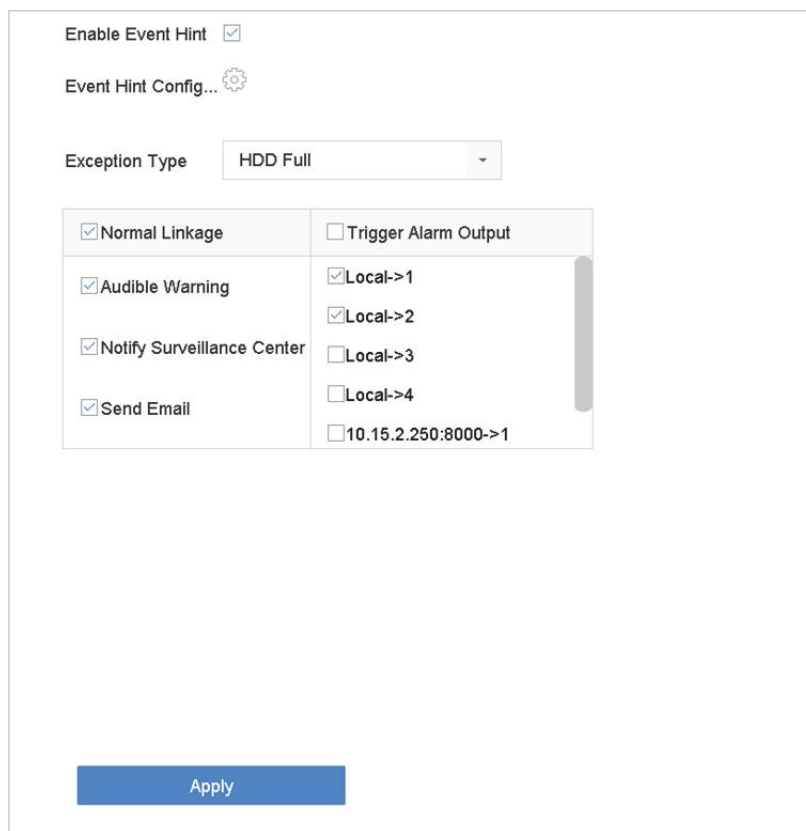 Enable Event Hint
Event Hint Config...
Exception Type HDD Full
Normal Linkage Trigger Alarm Output
Audible Warning Local->1
Local->2
Notify Surveillance Center Local->3
Local->4
Send Email
10.15.2.250:8000->1
Apply